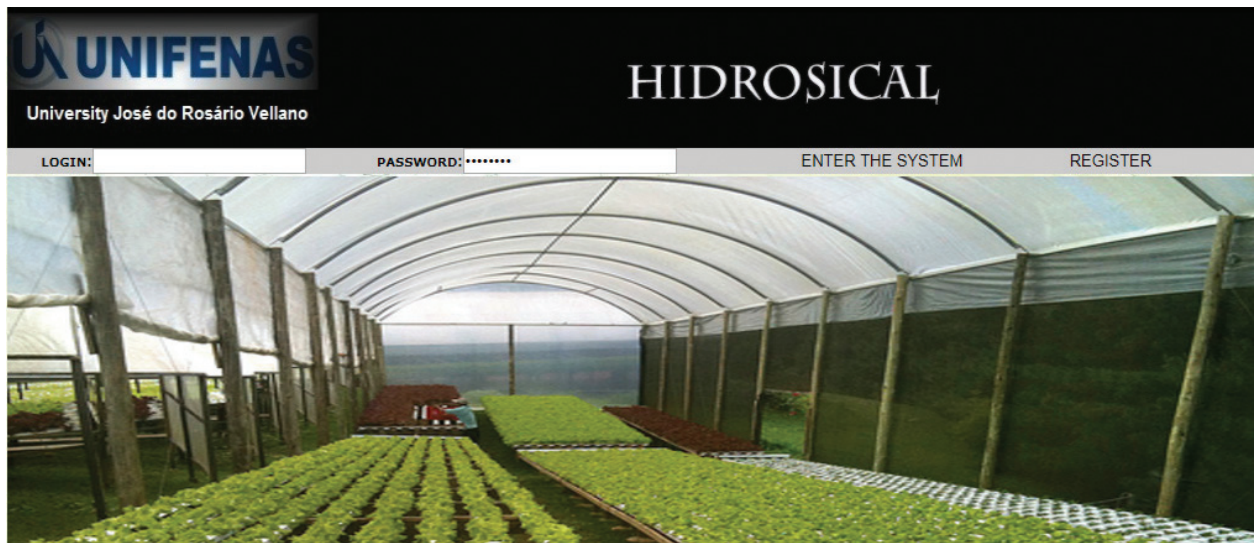 UNIFENAS
University José do Rosário Vellano
HIDROSICAL
LOGIN:
PASSWORD: ••••••••
ENTER THE SYSTEM
REGISTER